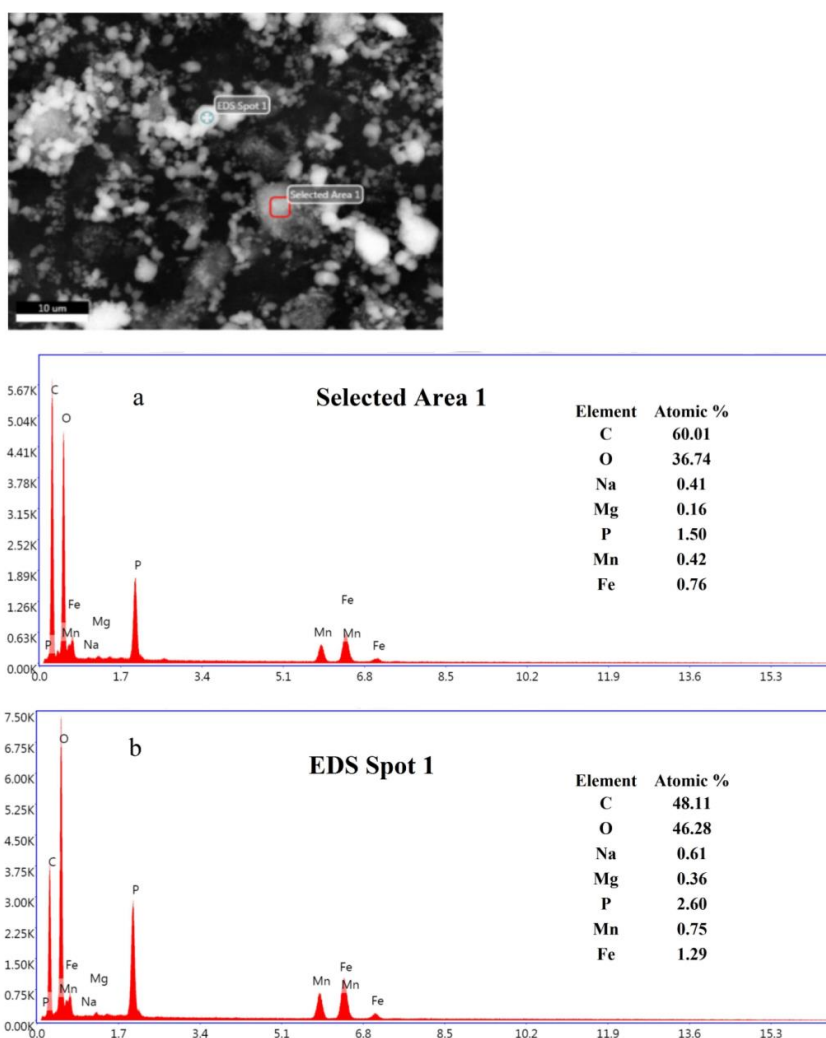 EDS Spot 1
Selected Area 1
10 um
a
Selected Area 1
5.67K
5.04K
4.41K
3.78K
3.15K
2.52K
1.89K
1.26K
0.63K
0.00K
C
O
P
Fe
Mn
Na
Mg
P
Mn
Fe
Mn
Fe
0.0 1.7 3.4 5.1 6.8 8.5 10.2 11.9 13.6 15.3
Element Atomic %
C 60.01
O 36.74
Na 0.41
Mg 0.16
P 1.50
Mn 0.42
Fe 0.76
b
EDS Spot 1
7.50K
6.75K
6.00K
5.25K
4.50K
3.75K
3.00K
2.25K
1.50K
0.75K
0.00K
O
C
P
Fe
Mn
Na
Mg
P
Mn
Fe
Mn
Fe
0.0 1.7 3.4 5.1 6.8 8.5 10.2 11.9 13.6 15.3
Element Atomic %
C 48.11
O 46.28
Na 0.61
Mg 0.36
P 2.60
Mn 0.75
Fe 1.29